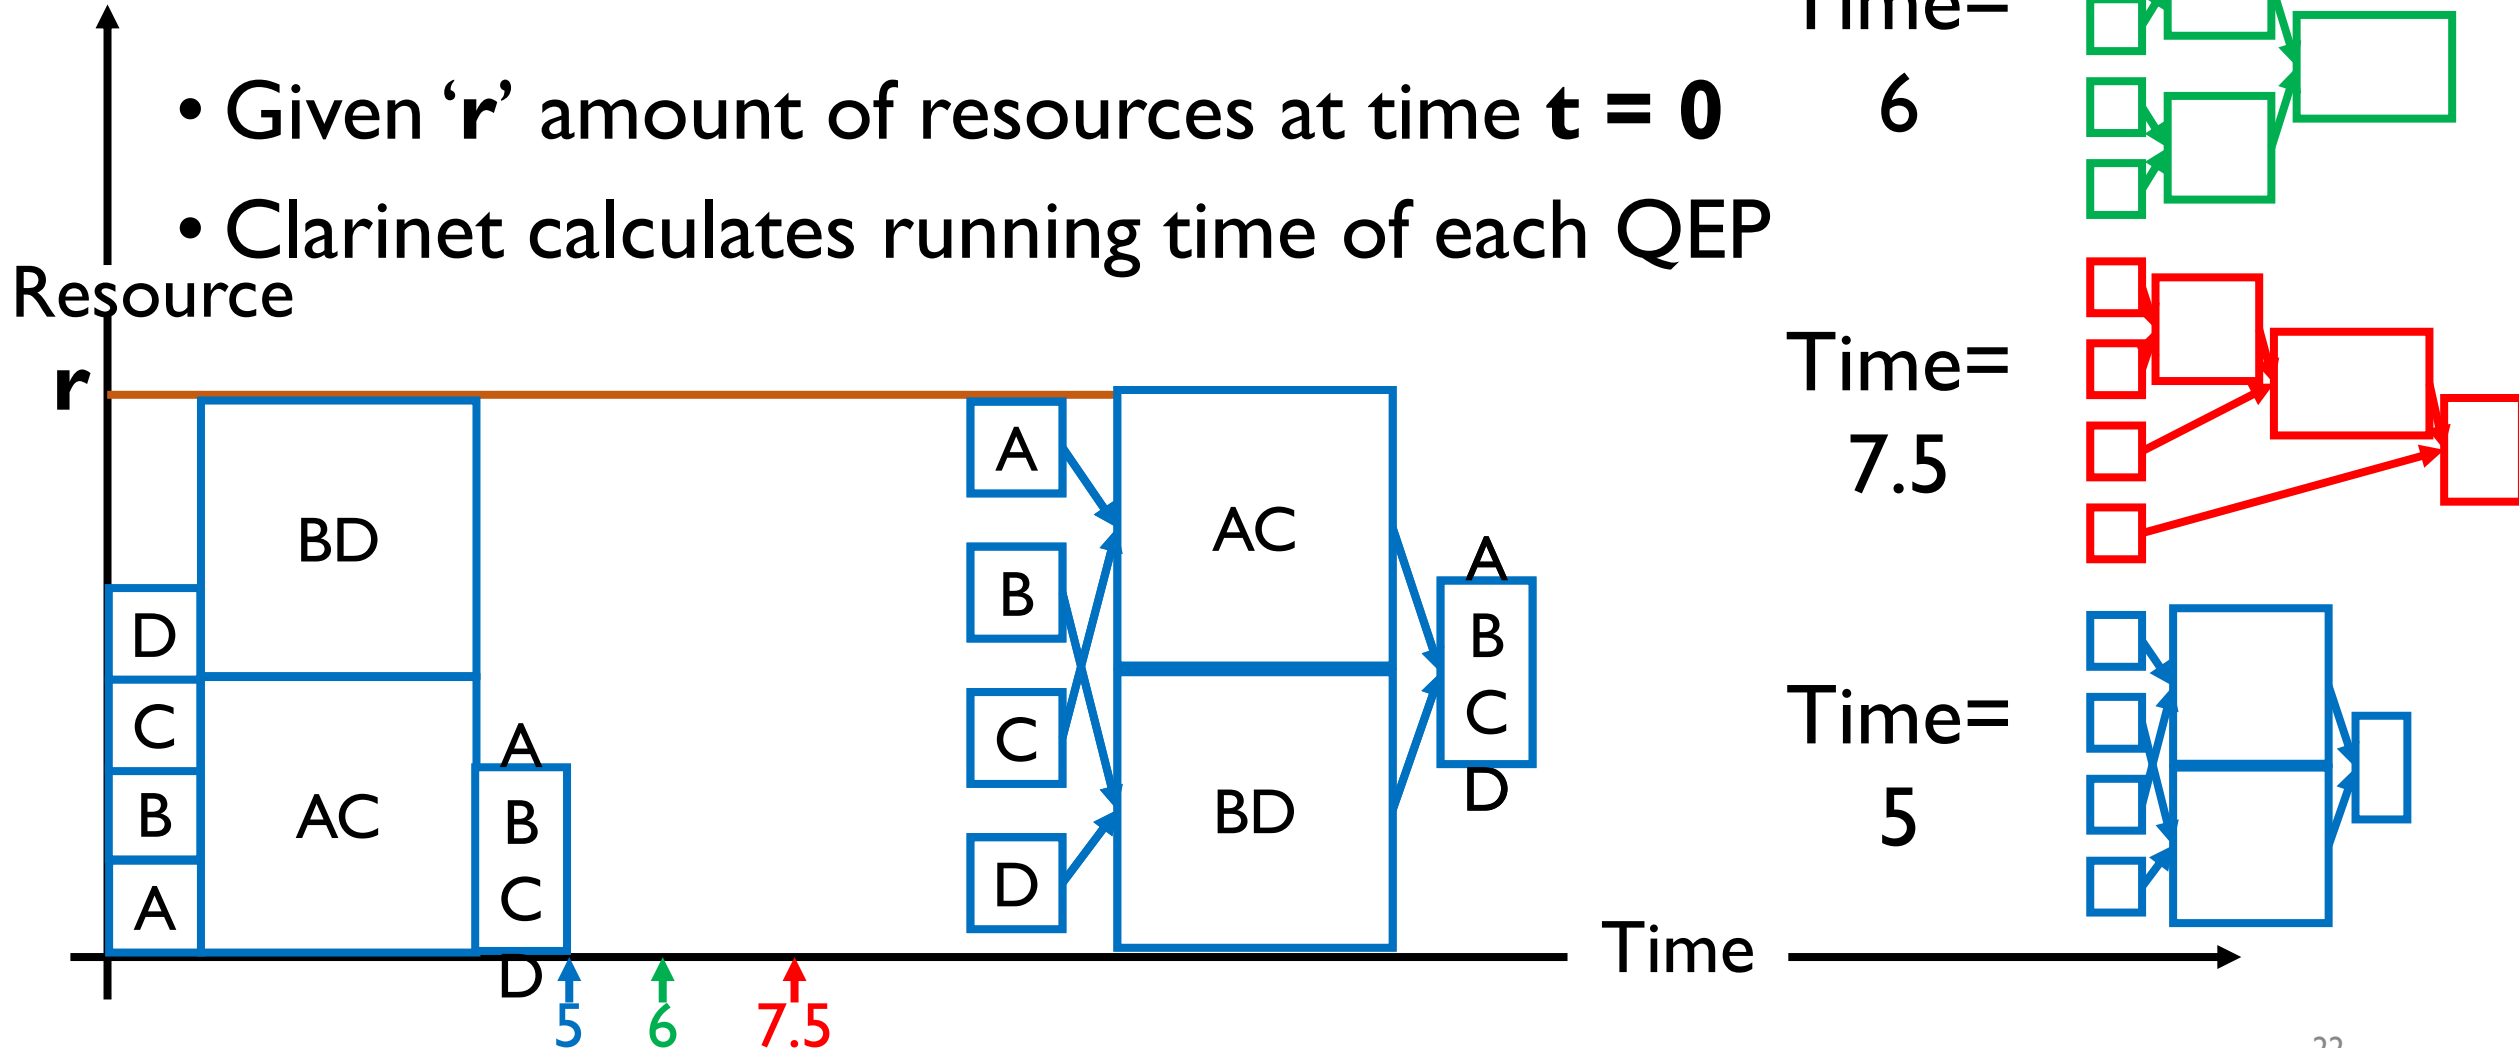 Time=
6
• Given ‘r’ amount of resources at time t = 0
• Clarinet calculates running time of each QEP
Resource
r
Time=
7.5
BD
D
C
B
A
AC
A
B
C
D
A
B
C
D
AC
BD
A
B
C
D
Time=
5
Time
5
6
7.5